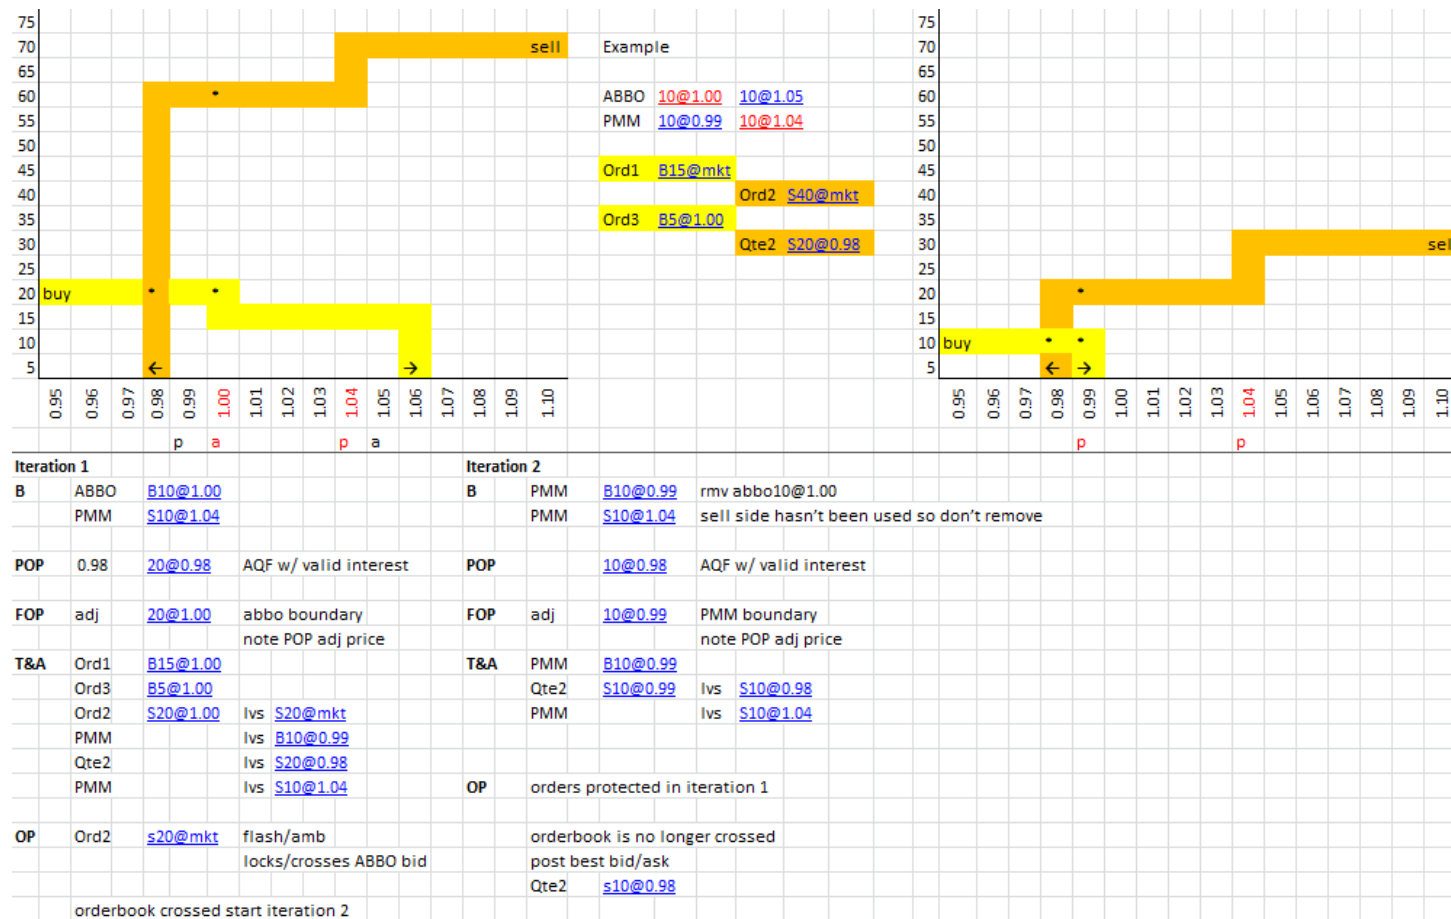 75 75
70 sell Example 70
65 65
60 * ABBO 10@1.00 10@1.05 60
55 PMM 10@0.99 10@1.04 55
50 50
45 Ord1 B15@mkt 45
40 Ord2 S40@mkt 40
35 Ord3 B5@1.00 35
30 Qte2 S20@0.98 30 sel
25 25
20 buy * * 20 *
15 15
10 10 buy * *
5 ← → 5 ← →
0.95 0.96 0.97 0.98 0.99 1.00 1.01 1.02 1.03 1.04 1.05 1.06 1.07 1.08 1.09 1.10 0.95 0.96 0.97 0.98 0.99 1.00 1.01 1.02 1.03 1.04 1.05 1.06 1.07 1.08 1.09 1.10
p a p a p p
Iteration 1 Iteration 2
B ABBO B10@1.00 B PMM B10@0.99 rmv abbo10@1.00
PMM S10@1.04 PMM S10@1.04 sell side hasn't been used so don't remove
POP 0.98 20@0.98 AQF w/ valid interest POP 10@0.98 AQF w/ valid interest
FOP adj 20@1.00 abbo boundary FOP adj 10@0.99 PMM boundary
note POP adj price note POP adj price
T&A Ord1 B15@1.00 T&A PMM B10@0.99
Ord3 B5@1.00 Qte2 S10@0.99 lvs S10@0.98
Ord2 S20@1.00 lvs S20@mkt PMM lvs S10@1.04
PMM lvs B10@0.99
Qte2 lvs S20@0.98
PMM lvs S10@1.04 OP orders protected in iteration 1
OP Ord2 s20@mkt flash/amb orderbook is no longer crossed
locks/crosses ABBO bid post best bid/ask
Qte2 s10@0.98
orderbook crossed start iteration 2